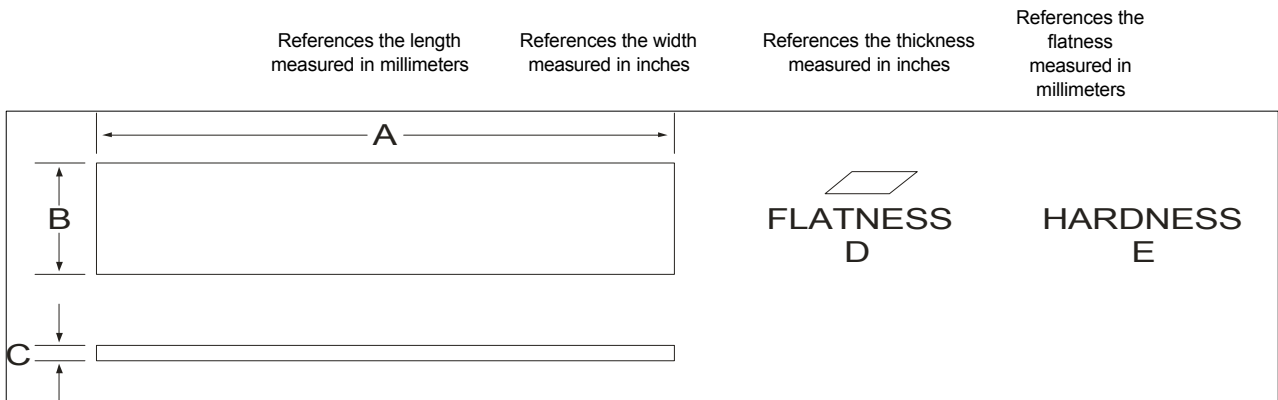 References the length
measured in millimeters
References the width
measured in inches
References the thickness
measured in inches
References the
flatness
measured in
millimeters
A
B
FLATNESS
D
HARDNESS
E
C